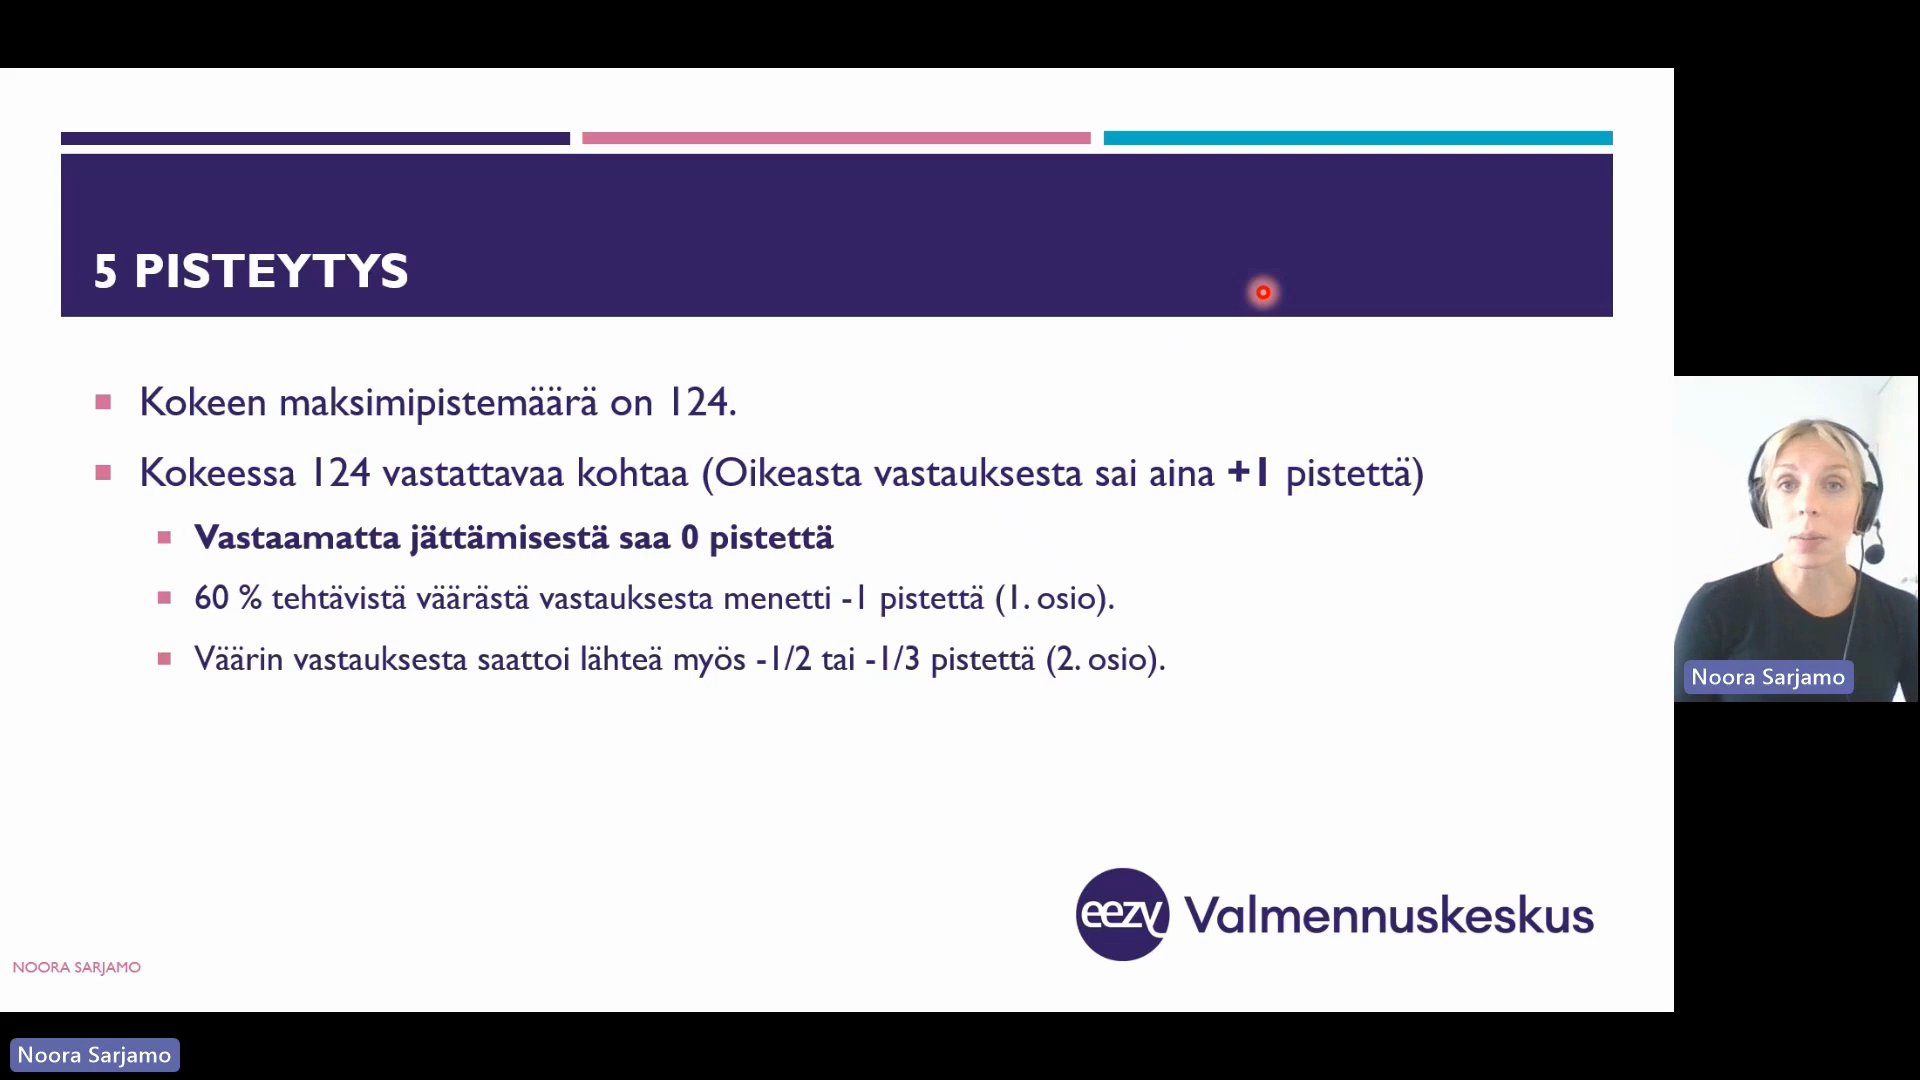 5 PISTEYTYS
Kokeen maksimipistemäärä on 124.
Kokeessa 124 vastattavaa kohtaa (Oikeasta vastauksesta sai aina +1 pistettä)
Vastaamatta jättämisestä saa 0 pistettä
60 % tehtävistä väärästä vastauksesta menetti -1 pistettä (1. osio).
Väärin vastauksesta saattoi lähteä myös -1/2 tai -1/3 pistettä (2. osio).
Noora Sarjamo
eezy Valmennuskeskus
NOORA SARJAMO
Noora Sarjamo